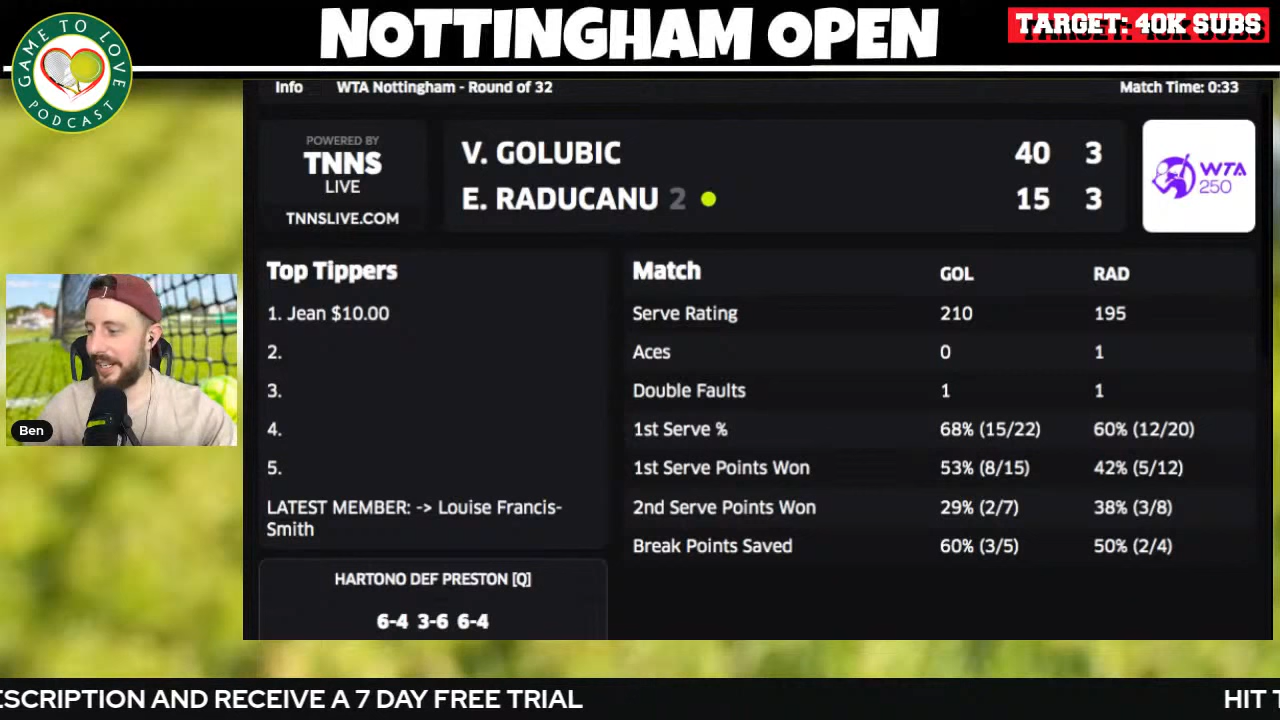 GAME TO LOVE
PODCAST
NOTTINGHAM OPEN
TARGET: 40K SUBS
Info WTA Nottingham - Round of 32 Match Time: 0:33
POWERED BY
TNNS
LIVE
TNNSLIVE.COM
V. GOLUBIC 40 3
E. RADUCANU 2 15 3
WTA
250
Top Tippers
1. Jean $10.00
2.
3.
4.
5.
LATEST MEMBER: -> Louise Francis-
Smith
HARTONO DEF PRESTON [Q]
6-4 3-6 6-4
Match GOL RAD
Serve Rating 210 195
Aces 0 1
Double Faults 1 1
1st Serve % 68% (15/22) 60% (12/20)
1st Serve Points Won 53% (8/15) 42% (5/12)
2nd Serve Points Won 29% (2/7) 38% (3/8)
Break Points Saved 60% (3/5) 50% (2/4)
Ben
ESCRIPTION AND RECEIVE A 7 DAY FREE TRIAL HIT